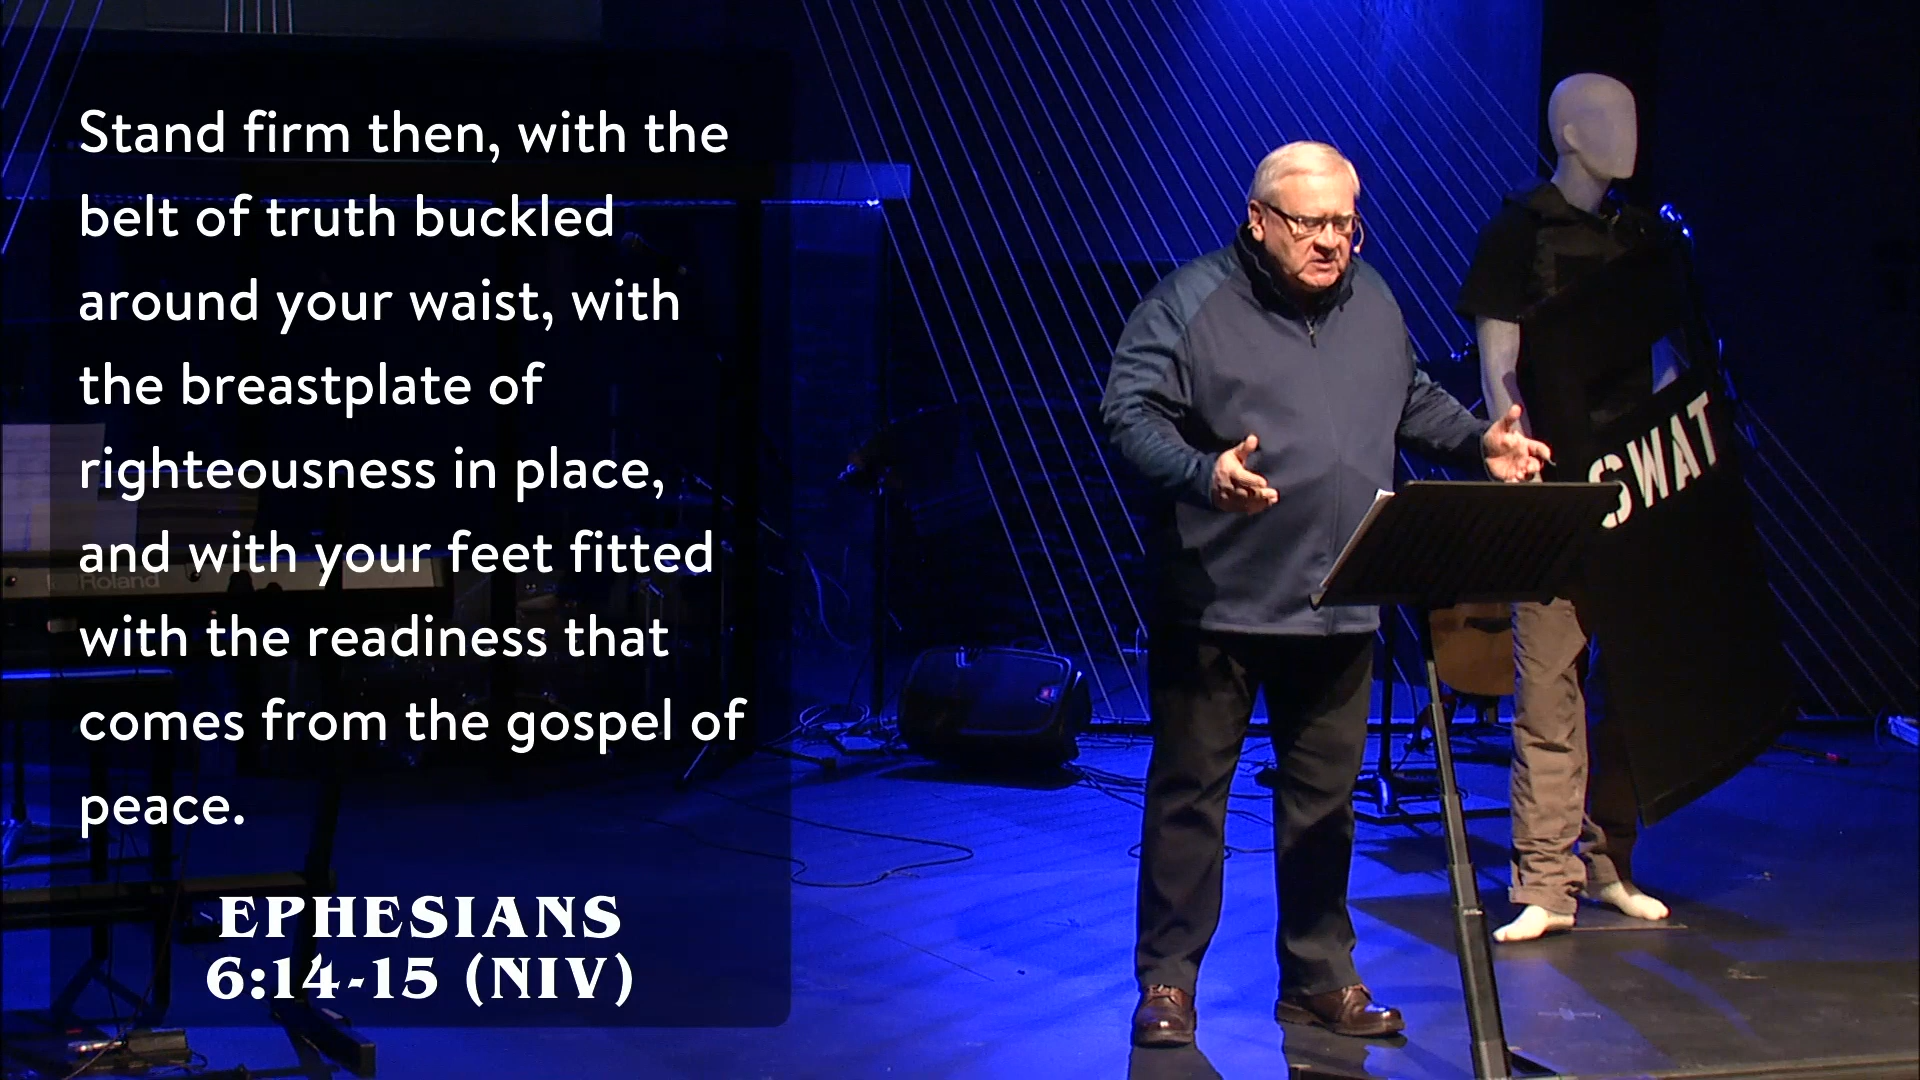 Stand firm then, with the
belt of truth buckled
around your waist, with
the breastplate of
righteousness in place,
and with your feet fitted
with the readiness that
comes from the gospel of
peace.
EPHESIANS
6:14-15 (NIV)
Roland
SWAT